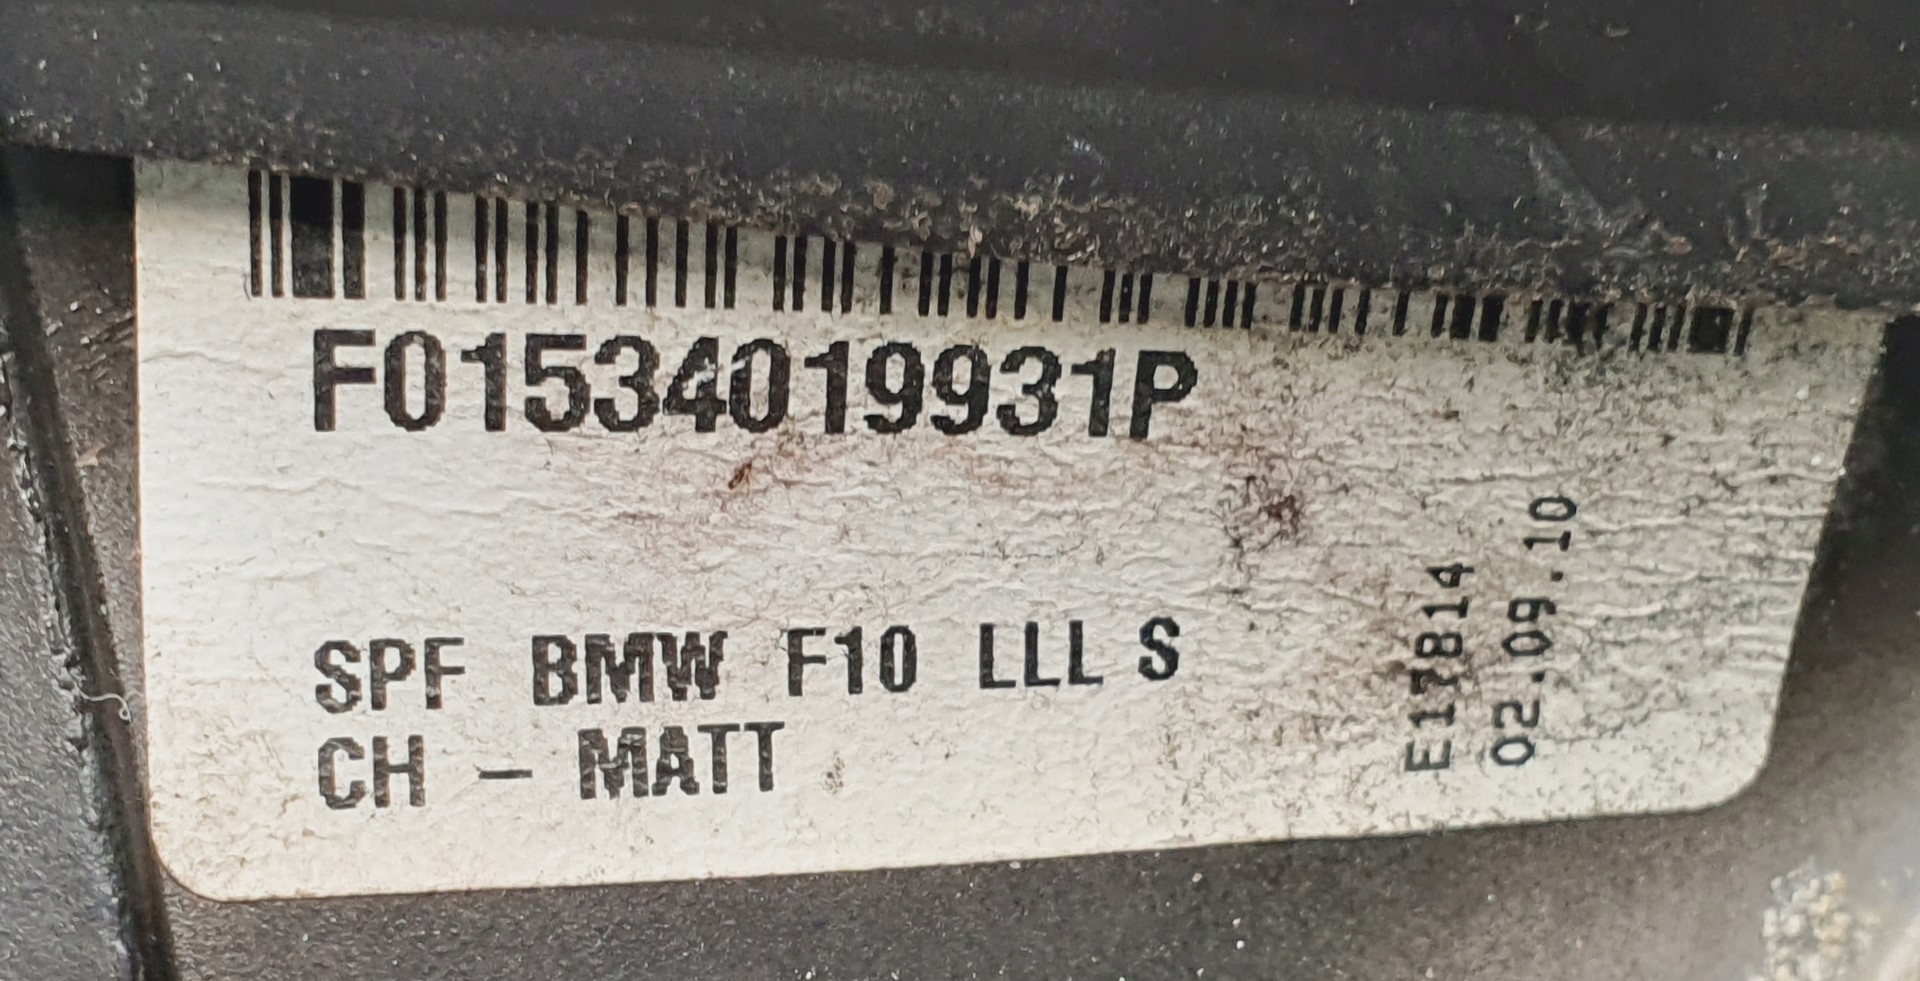 F01534019931P
SPF BMW F10 LLL S
CH - MATT
E17814
02.09.10